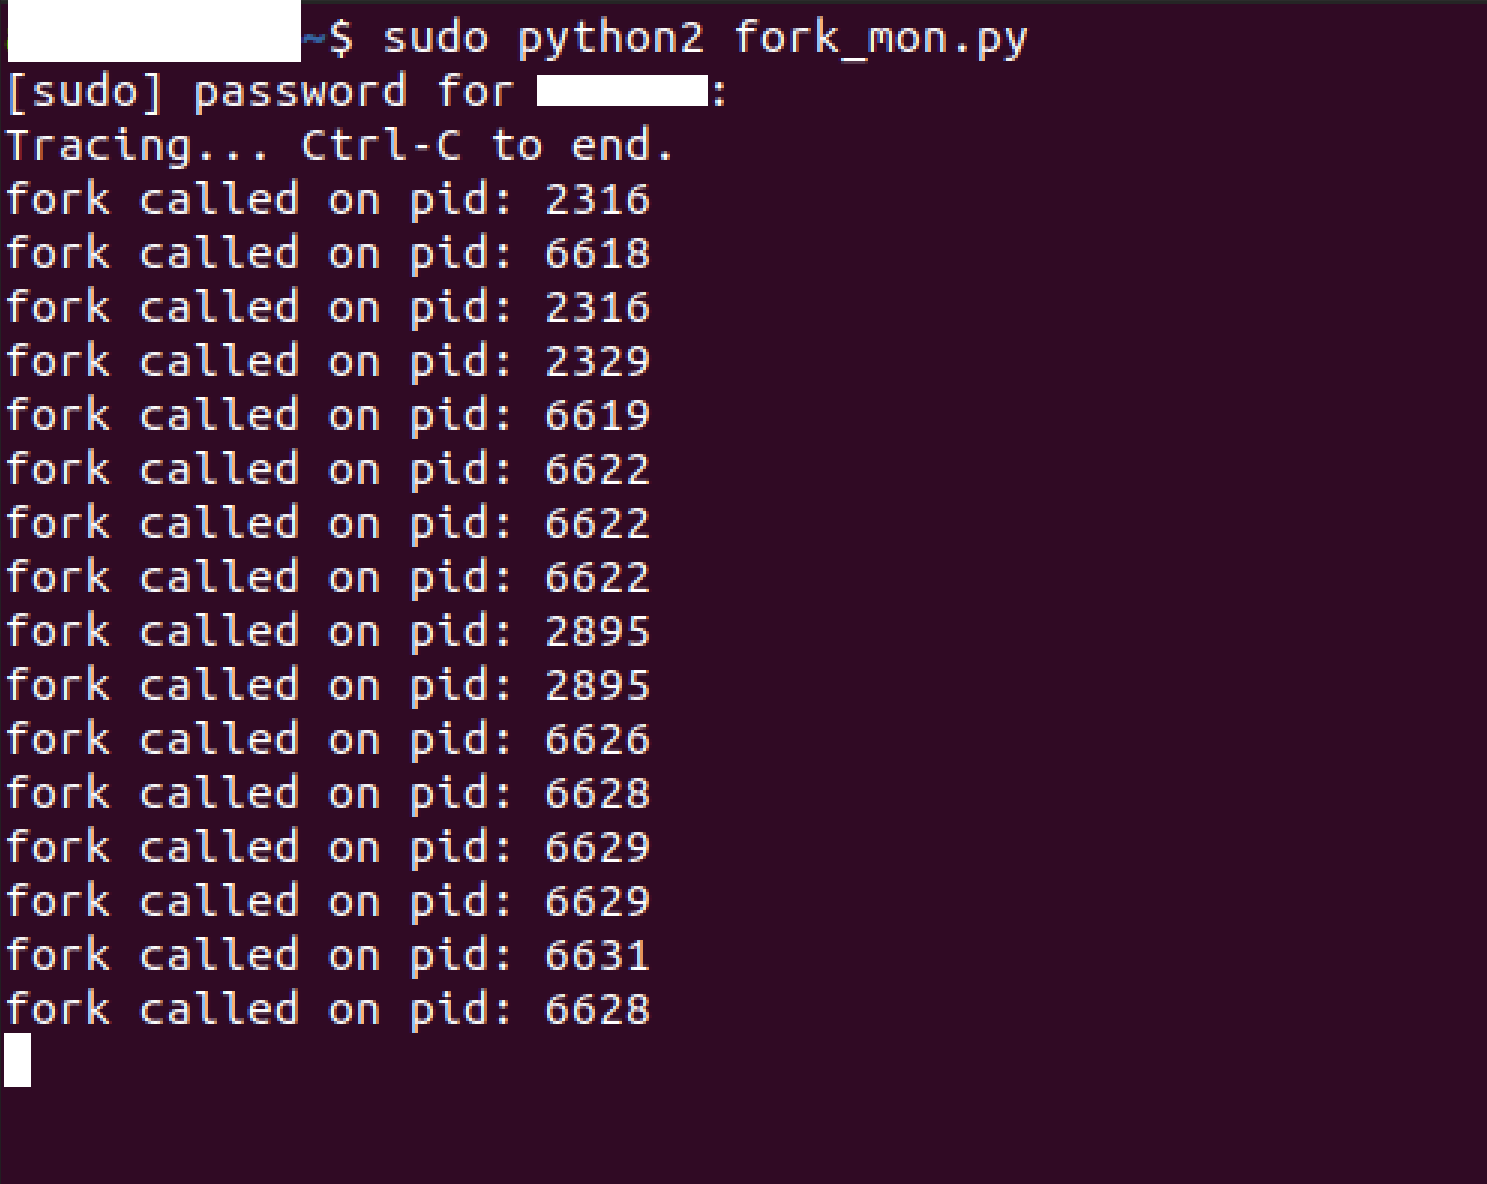 ~$ sudo python2 fork_mon.py
[sudo] password for :
Tracing... Ctrl-C to end.
fork called on pid: 2316
fork called on pid: 6618
fork called on pid: 2316
fork called on pid: 2329
fork called on pid: 6619
fork called on pid: 6622
fork called on pid: 6622
fork called on pid: 6622
fork called on pid: 2895
fork called on pid: 2895
fork called on pid: 6626
fork called on pid: 6628
fork called on pid: 6629
fork called on pid: 6629
fork called on pid: 6631
fork called on pid: 6628